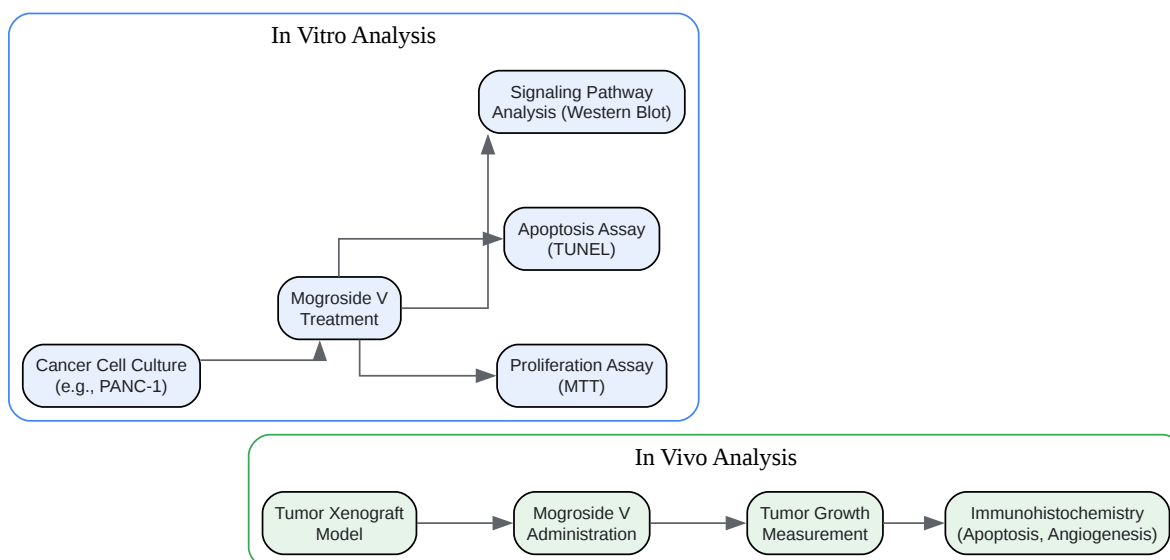 In Vitro Analysis
Signaling Pathway
Analysis (Western Blot)
Apoptosis Assay
(TUNEL)
Mogroside V
Treatment
Cancer Cell Culture
(e.g., PANC-1)
Proliferation Assay
(MTT)
In Vivo Analysis
Tumor Xenograft
Model
Mogroside V
Administration
Tumor Growth
Measurement
Immunohistochemistry
(Apoptosis, Angiogenesis)